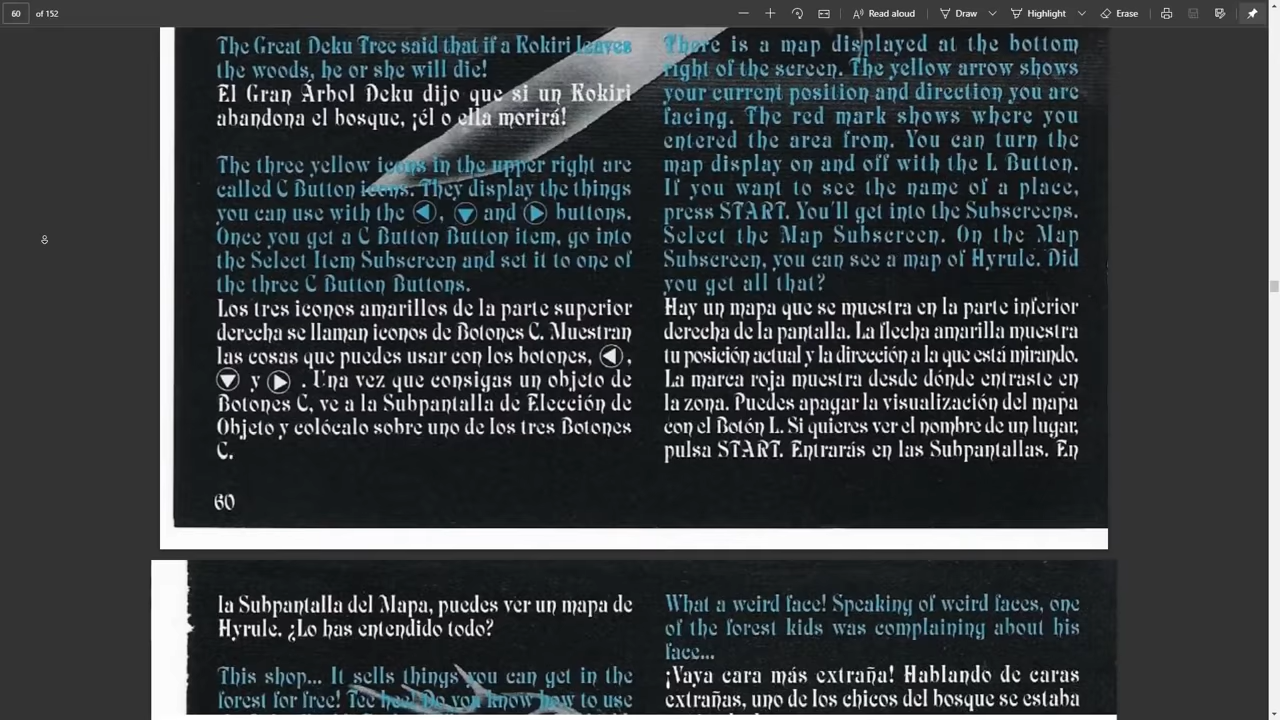 60 of 152
Read aloud
Draw
Highlight
Erase
The Great Deku Tree said that if a Kokiri leaves
the woods, he or she will die!
El Gran Árbol Deku dijo que si un Kokiri
abandona el bosque, ¡él o ella morirá!
The three yellow icons in the upper right are
called C Button icons. They display the things
you can use with the ◀, ▼ and ▶ buttons.
Once you get a C Button Button item, go into
the Select Item Subscreen and set it to one of
the three C Button Buttons.
Los tres iconos amarillos de la parte superior
derecha se llaman iconos de Botones C. Muestran
las cosas que puedes usar con los botones, ◀,
▼ y ▶ . Una vez que consigas un objeto de
Botones C, ve a la Subpantalla de Elección de
Objeto y colócalo sobre uno de los tres Botones
C.
60
There is a map displayed at the bottom
right of the screen. The yellow arrow shows
your current position and direction you are
facing. The red mark shows where you
entered the area from. You can turn the
map display on and off with the L Button.
If you want to see the name of a place,
press START. You'll get into the Subscreens.
Select the Map Subscreen. On the Map
Subscreen, you can see a map of Hyrule. Did
you get all that?
Hay un mapa que se muestra en la parte inferior
derecha de la pantalla. La flecha amarilla muestra
tu posición actual y la dirección a la que está mirando.
La marca roja muestra desde dónde entraste en
la zona. Puedes apagar la visualización del mapa
con el Botón L. Si quieres ver el nombre de un lugar,
pulsa START. Entrarás en las Subpantallas. En
la Subpantalla del Mapa, puedes ver un mapa de
Hyrule. ¿Lo has entendido todo?
This shop... It sells things you can get in the
forest for free! Tee hee! Do you know how to use
What a weird face! Speaking of weird faces, one
of the forest kids was complaining about his
face...
¡Vaya cara más extraña! Hablando de caras
extrañas, uno de los chicos del bosque se estaba